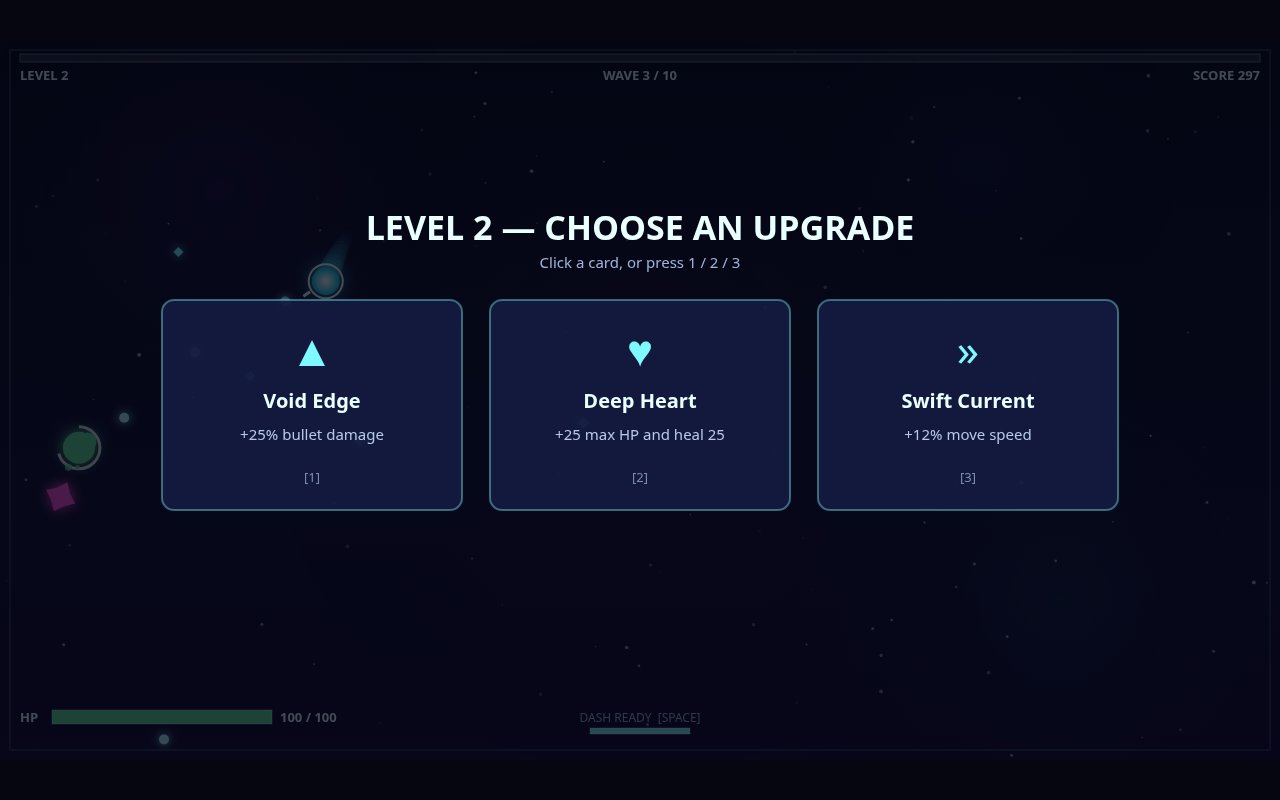 LEVEL 2
WAVE 3 / 10
SCORE 297
LEVEL 2 — CHOOSE AN UPGRADE
Click a card, or press 1 / 2 / 3
Void Edge
+25% bullet damage
[1]
Deep Heart
+25 max HP and heal 25
[2]
Swift Current
+12% move speed
[3]
HP
100 / 100
DASH READY [SPACE]